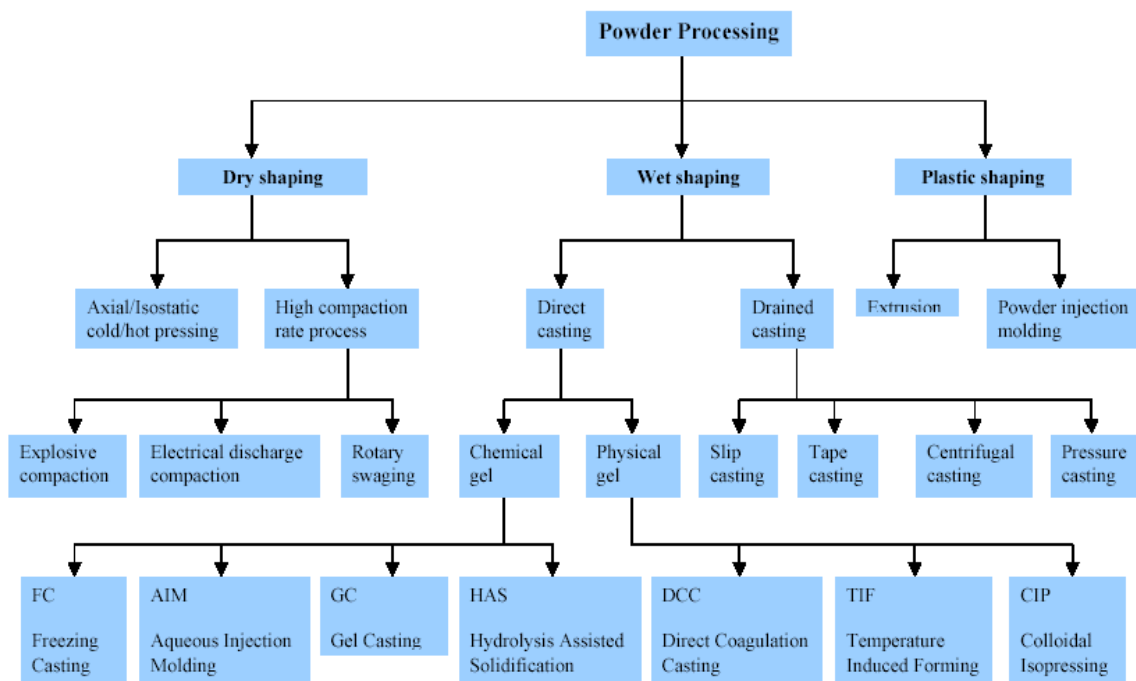 Powder Processing
Dry shaping
Wet shaping
Plastic shaping
Axial/Isostatic
cold/hot pressing
High compaction
rate process
Direct
casting
Drained
casting
Extrusion
Powder injection
molding
Explosive
compaction
Electrical discharge
compaction
Rotary
swaging
Chemical
gel
Physical
gel
Slip
casting
Tape
casting
Centrifugal
casting
Pressure
casting
FC
Freezing
Casting
AIM
Aqueous Injection
Molding
GC
Gel Casting
HAS
Hydrolysis Assisted
Solidification
DCC
Direct Coagulation
Casting
TIF
Temperature
Induced Forming
CIP
Colloidal
Isopressing